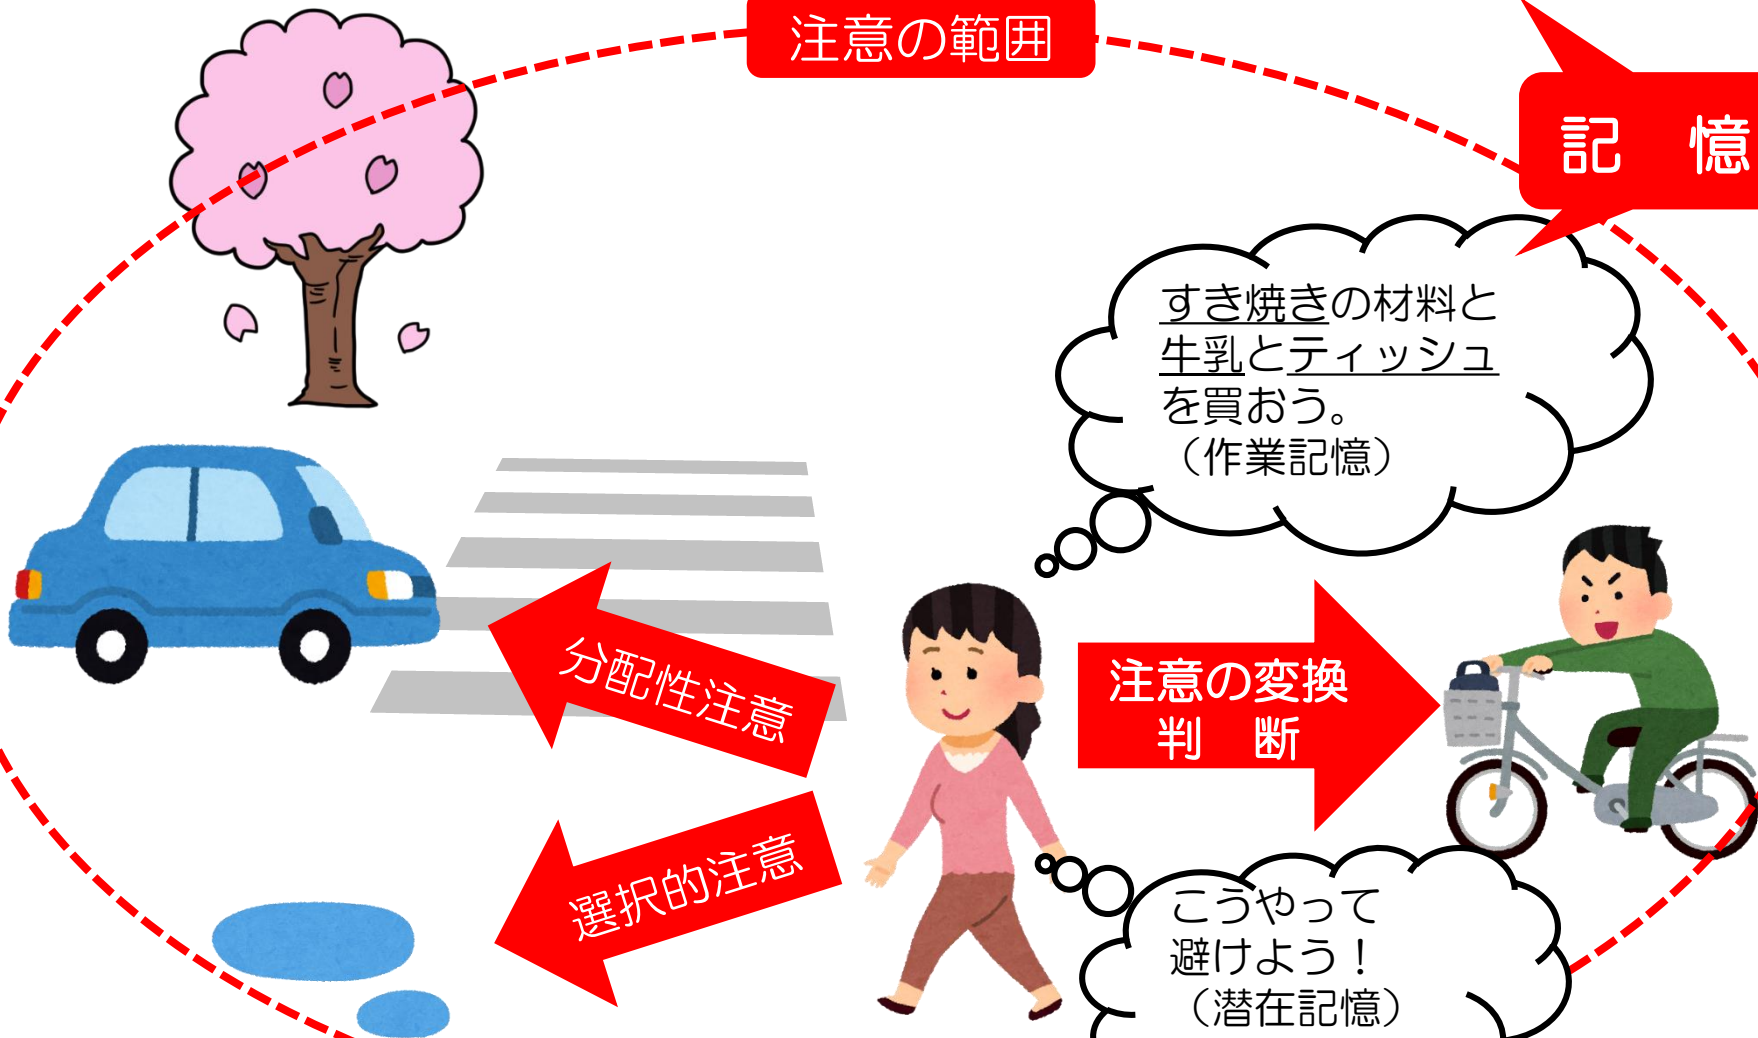 注意の範囲
記　憶
すき焼きの材料と
牛乳とティッシュ
を買おう。
（作業記憶）
分配性注意
注意の変換
判　断
選択的注意
こうやって
避けよう！
（潜在記憶）